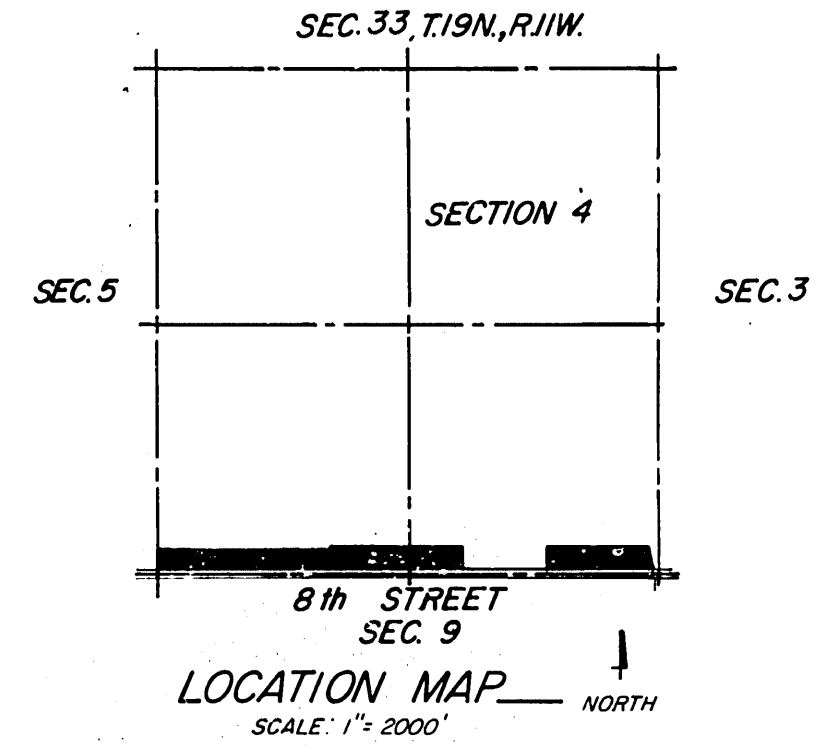 SEC. 33, T.19N., R.11W.
SECTION 4
SEC. 5
SEC. 3
8th STREET
SEC. 9
LOCATION MAP
NORTH
SCALE: 1"= 2000'